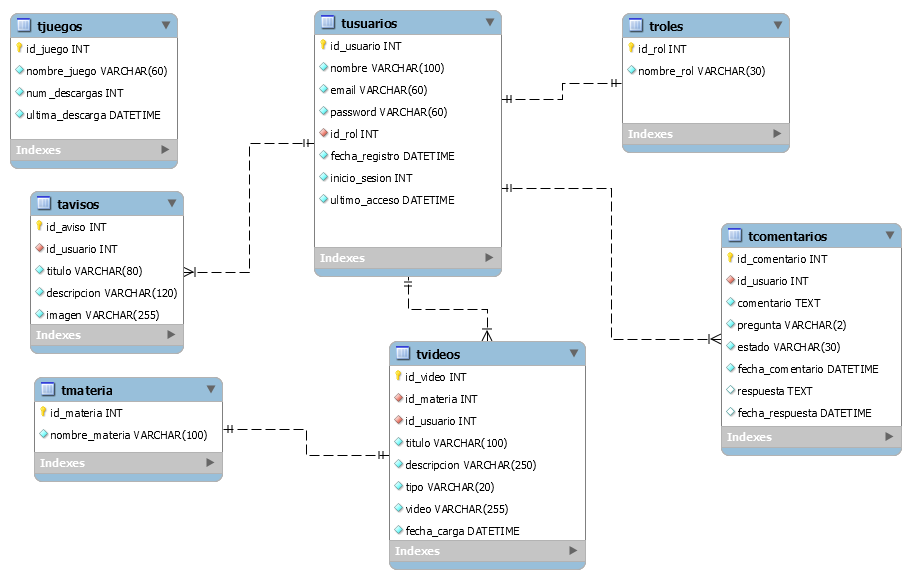 tjuegos
id_juego INT
nombre_juego VARCHAR(60)
num_descargas INT
ultima_descarga DATETIME
Indexes
tusuarios
id_usuario INT
nombre VARCHAR(100)
email VARCHAR(60)
password VARCHAR(60)
id_rol INT
fecha_registro DATETIME
inicio_sesion INT
ultimo_acceso DATETIME
Indexes
troles
id_rol INT
nombre_rol VARCHAR(30)
Indexes
tavisos
id_aviso INT
id_usuario INT
titulo VARCHAR(80)
descripcion VARCHAR(120)
imagen VARCHAR(255)
Indexes
tcomentarios
id_comentario INT
id_usuario INT
comentario TEXT
pregunta VARCHAR(2)
estado VARCHAR(30)
fecha_comentario DATETIME
respuesta TEXT
fecha_respuesta DATETIME
Indexes
tmateria
id_materia INT
nombre_materia VARCHAR(100)
Indexes
tvideos
id_video INT
id_materia INT
id_usuario INT
titulo VARCHAR(100)
descripcion VARCHAR(250)
tipo VARCHAR(20)
video VARCHAR(255)
fecha_carga DATETIME
Indexes